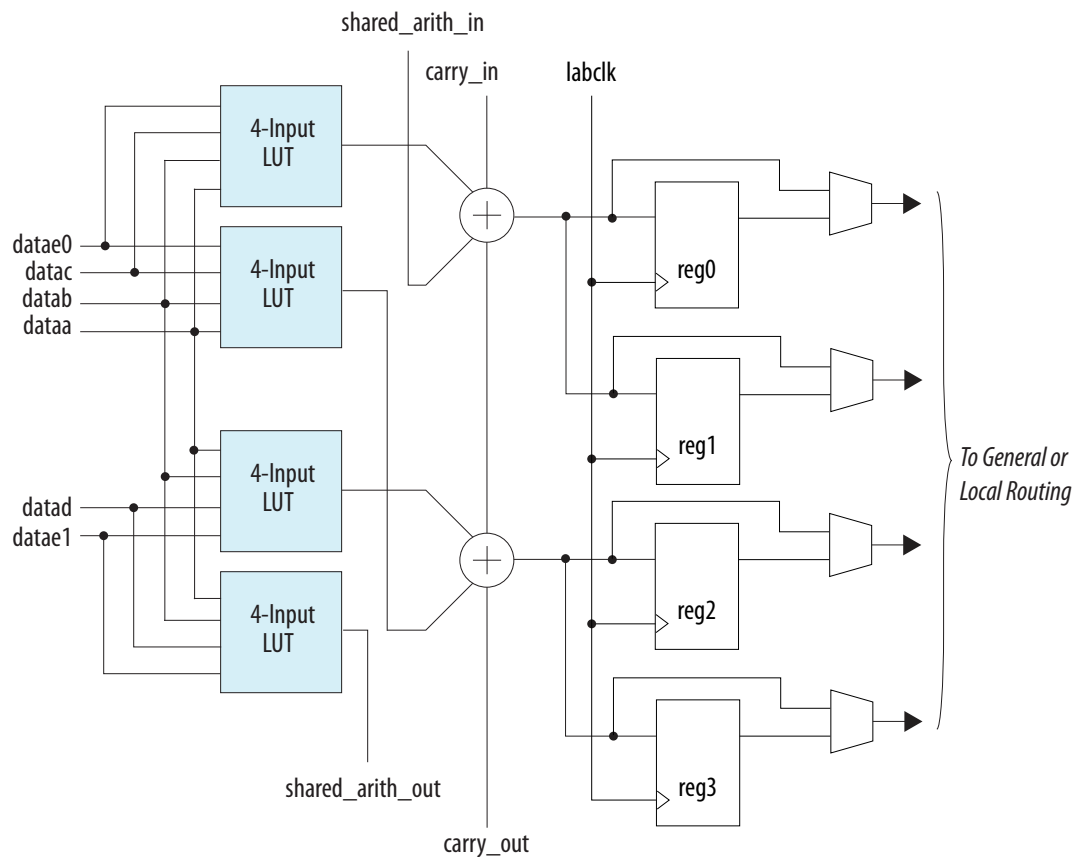 shared_arith_in
carry_in
labclk
4-Input
LUT
datae0
datac
datab
dataa
4-Input
LUT
reg0
reg1
4-Input
LUT
datad
datae1
To General or
Local Routing
4-Input
LUT
reg2
shared_arith_out
reg3
carry_out